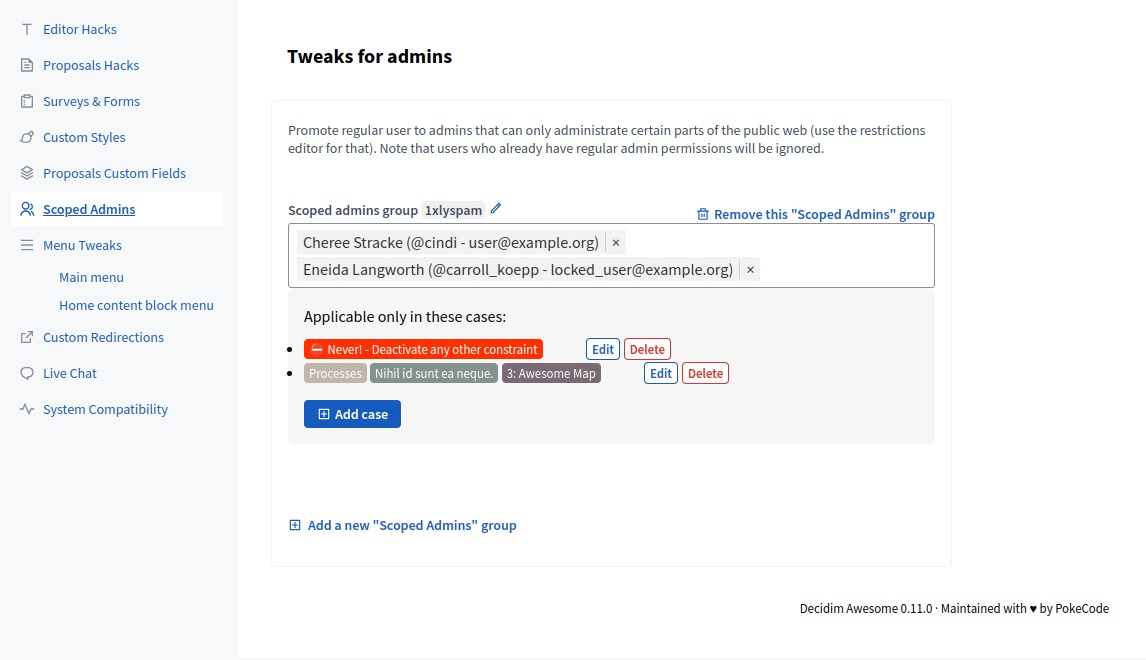 Editor Hacks
Proposals Hacks
Surveys & Forms
Custom Styles
Proposals Custom Fields
Scoped Admins
Menu Tweaks
Main menu
Home content block menu
Custom Redirections
Live Chat
System Compatibility
Tweaks for admins
Promote regular user to admins that can only administrate certain parts of the public web (use the restrictions
editor for that). Note that users who already have regular admin permissions will be ignored.
Scoped admins group 1xlyspam
Remove this "Scoped Admins" group
Cheree Stracke (@cindi - user@example.org) ×
Eneida Langworth (@carroll_koepp - locked_user@example.org) ×
Applicable only in these cases:
Never! - Deactivate any other constraint Edit Delete
Processes Nihil id sunt ea neque. 3: Awesome Map Edit Delete
Add case
Add a new "Scoped Admins" group
Decidim Awesome 0.11.0 · Maintained with ♥ by PokeCode